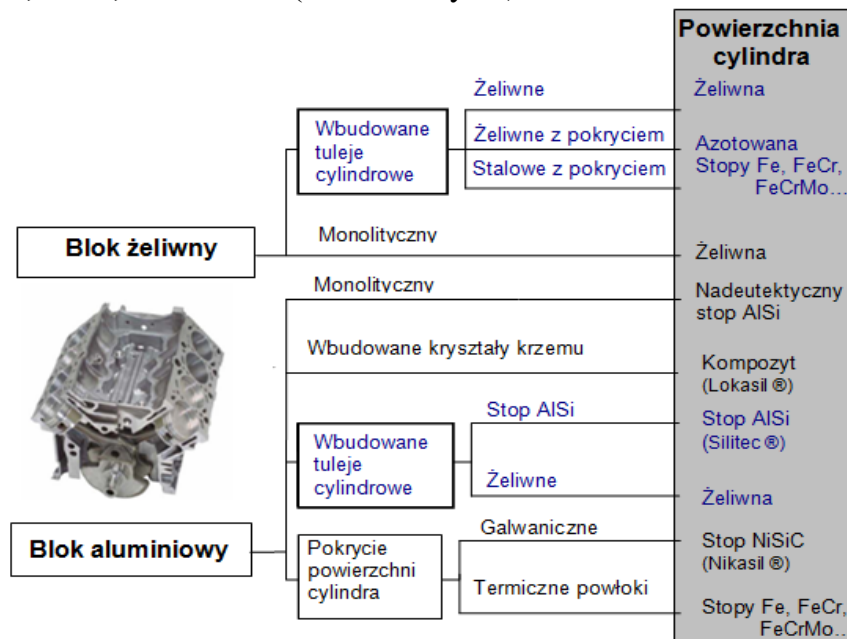 Powierzchnia
cylindra
Żeliwne
Żeliwna
Wbudowane
tuleje
cylindrowe
Żeliwne z pokryciem
Stalowe z pokryciem
Azotowana
Stopy Fe, FeCr,
FeCrMo...
Blok żeliwny
Monolityczny
Żeliwna
Monolityczny
Nadeutektyczny
stop AlSi
Wbudowane kryształy krzemu
Kompozyt
(Lokasil ®)
Wbudowane
tuleje
cylindrowe
Stop AlSi
Stop AlSi
(Silitec ®)
Żeliwne
Żeliwna
Blok aluminiowy
Pokrycie
powierzchni
cylindra
Galwaniczne
Stop NiSiC
(Nikasil ®)
Termiczne powłoki
Stopy Fe, FeCr,
FeCrMo...